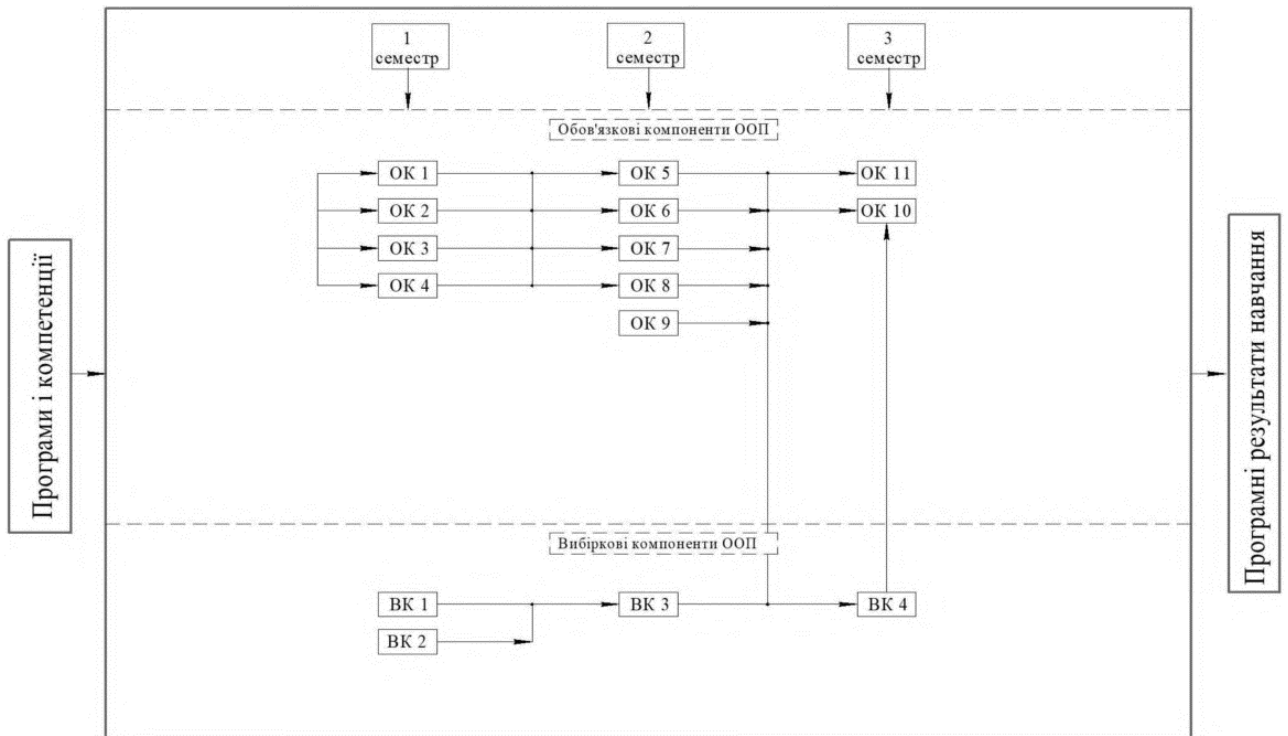 1
семестр
2
семестр
3
семестр
Обов'язкові компоненти ООП
ОК 1
ОК 5
ОК 11
ОК 2
ОК 6
ОК 10
ОК 3
ОК 7
ОК 4
ОК 8
ОК 9
Програми і компетенції
Програмні результати навчання
Вибіркові компоненти ООП
ВК 1
ВК 3
ВК 4
ВК 2